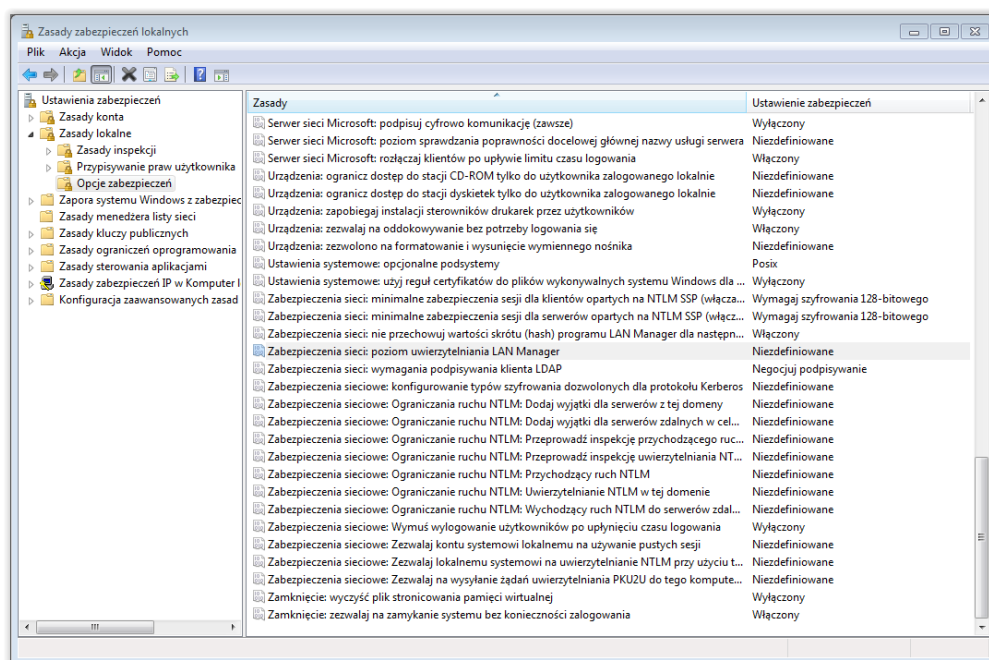 Zasady zabezpieczeń lokalnych
Plik Akcja Widok Pomoc
Ustawienia zabezpieczeń
Zasady konta
Zasady lokalne
Zasady inspekcji
Przypisywanie praw użytkownika
Opcje zabezpieczeń
Zapora systemu Windows z zabezpiec
Zasady menedżera listy sieci
Zasady kluczy publicznych
Zasady ograniczeń oprogramowania
Zasady sterowania aplikacjami
Zasady zabezpieczeń IP w Komputer l
Konfiguracja zaawansowanych zasad
Zasady Ustawienie zabezpieczeń
Serwer sieci Microsoft: podpisuj cyfrowo komunikację (zawsze) Wyłączony
Serwer sieci Microsoft: poziom sprawdzania poprawności docelowej głównej nazwy usługi serwera Niezdefiniowane
Serwer sieci Microsoft: rozłączaj klientów po upływie limitu czasu logowania Włączony
Urządzenia: ogranicz dostęp do stacji CD-ROM tylko do użytkownika zalogowanego lokalnie Niezdefiniowane
Urządzenia: ogranicz dostęp do stacji dyskietek tylko do użytkownika zalogowanego lokalnie Niezdefiniowane
Urządzenia: zapobiegaj instalacji sterowników drukarek przez użytkowników Wyłączony
Urządzenia: zezwalaj na oddokowywanie bez potrzeby logowania się Włączony
Urządzenia: zezwolono na formatowanie i wysunięcie wymiennego nośnika Niezdefiniowane
Ustawienia systemowe: opcjonalne podsystemy Posix
Ustawienia systemowe: użyj reguł certyfikatów do plików wykonywalnych systemu Windows dla ... Wyłączony
Zabezpieczenia sieci: minimalne zabezpieczenia sesji dla klientów opartych na NTLM SSP (włącza... Wymagaj szyfrowania 128-bitowego
Zabezpieczenia sieci: minimalne zabezpieczenia sesji dla serwerów opartych na NTLM SSP (włącz... Wymagaj szyfrowania 128-bitowego
Zabezpieczenia sieci: nie przechowuj wartości skrótu (hash) programu LAN Manager dla następn... Włączony
Zabezpieczenia sieci: poziom uwierzytelniania LAN Manager Niezdefiniowane
Zabezpieczenia sieci: wymagania podpisywania klienta LDAP Negocjuj podpisywanie
Zabezpieczenia sieciowe: konfigurowanie typów szyfrowania dozwolonych dla protokołu Kerberos Niezdefiniowane
Zabezpieczenia sieciowe: Ograniczania ruchu NTLM: Dodaj wyjątki dla serwerów z tej domeny Niezdefiniowane
Zabezpieczenia sieciowe: Ograniczanie ruchu NTLM: Dodaj wyjątki dla serwerów zdalnych w cel... Niezdefiniowane
Zabezpieczenia sieciowe: Ograniczanie ruchu NTLM: Przeprowadź inspekcję przychodzącego ruc... Niezdefiniowane
Zabezpieczenia sieciowe: Ograniczanie ruchu NTLM: Przeprowadź inspekcję uwierzytelniania NT... Niezdefiniowane
Zabezpieczenia sieciowe: Ograniczanie ruchu NTLM: Przychodzący ruch NTLM Niezdefiniowane
Zabezpieczenia sieciowe: Ograniczanie ruchu NTLM: Uwierzytelnianie NTLM w tej domenie Niezdefiniowane
Zabezpieczenia sieciowe: Ograniczanie ruchu NTLM: Wychodzący ruch NTLM do serwerów zdal... Niezdefiniowane
Zabezpieczenia sieciowe: Wymuś wylogowanie użytkowników po upłynięciu czasu logowania Wyłączony
Zabezpieczenia sieciowe: Zezwalaj kontu systemowi lokalnemu na używanie pustych sesji Niezdefiniowane
Zabezpieczenia sieciowe: Zezwalaj lokalnemu systemowi na uwierzytelnianie NTLM przy użyciu t... Niezdefiniowane
Zabezpieczenia sieciowe: Zezwalaj na wysyłanie żądań uwierzytelniania PKU2U do tego kompute... Niezdefiniowane
Zamknięcie: wyczyść plik stronicowania pamięci wirtualnej Wyłączony
Zamknięcie: zezwalaj na zamykanie systemu bez konieczności zalogowania Włączony